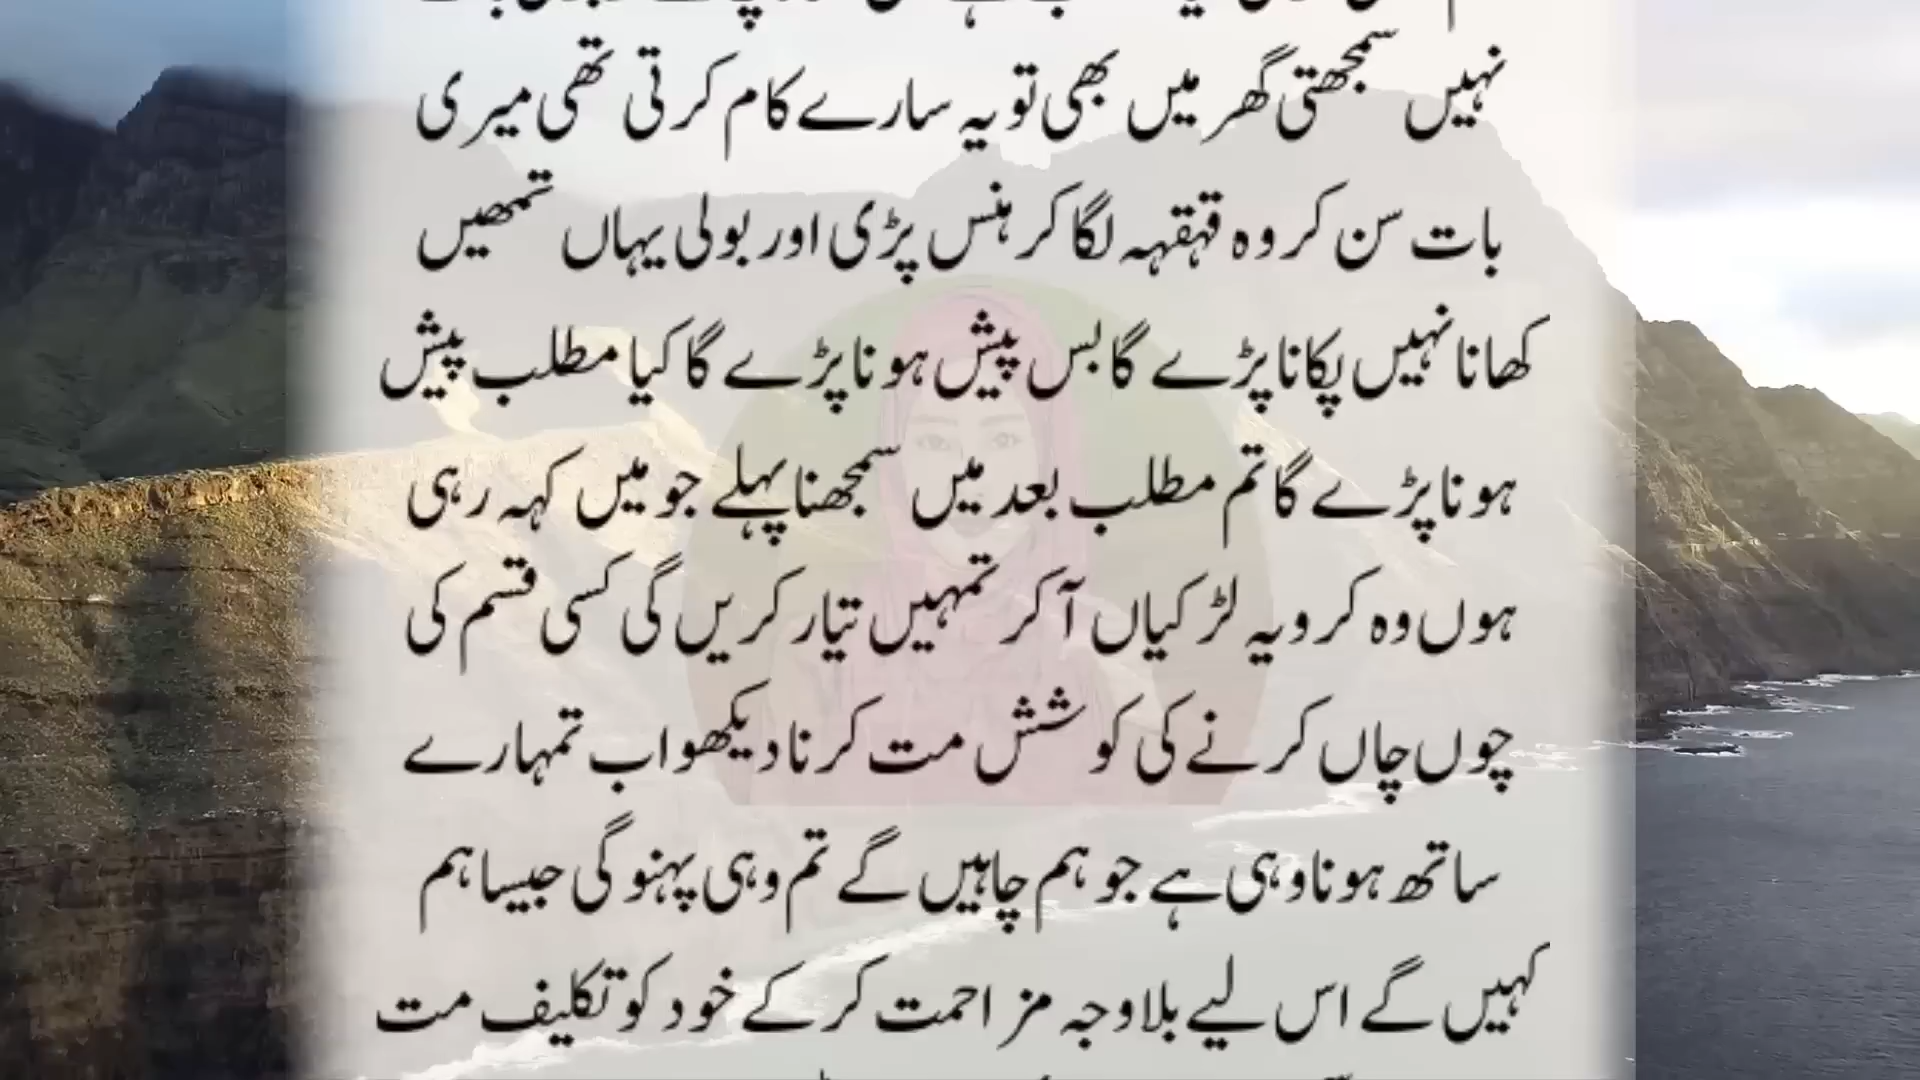 نہیں سمجھتی گھر میں بھی تو یہ سارے کام کرتی تھی میری
بات سن کر وہ قہقہہ لگا کر ہنس پڑی اور بولی یہاں تمھیں
کھانا نہیں پکانا پڑے گا بس پیش ہونا پڑے گا کیا مطلب پیش
ہونا پڑے گا تم مطلب بعد میں سمجھنا پہلے جو میں کہہ رہی
ہوں وہ کرو یہ لڑکیاں آ کر تمہیں تیار کریں گی کسی قسم کی
چوں چاں کرنے کی کوشش مت کرنا دیکھو اب تمہارے
ساتھ ہونا وہی ہے جو ہم چاہیں گے تم وہی پہنو گی جیسا ہم
کہیں گے اس لیے بلاوجہ مزاحمت کر کے خود کو تکلیف مت